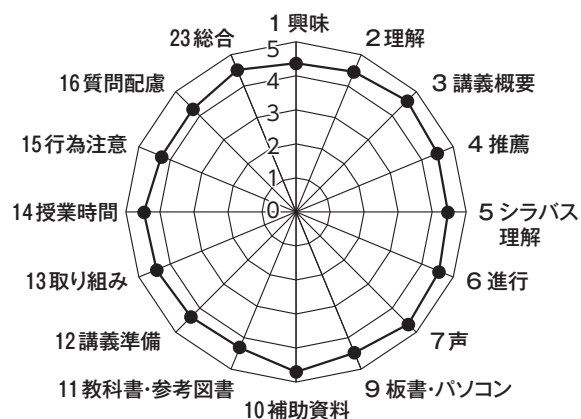 1 興味
2 理解
3 講義概要
4 推薦
5 シラバス
理解
6 進行
7 声
9 板書・パソコン
10 補助資料
11 教科書・参考図書
12 講義準備
13 取り組み
14 授業時間
15 行為注意
16 質問配慮
23 総合
5
4
3
2
1
0